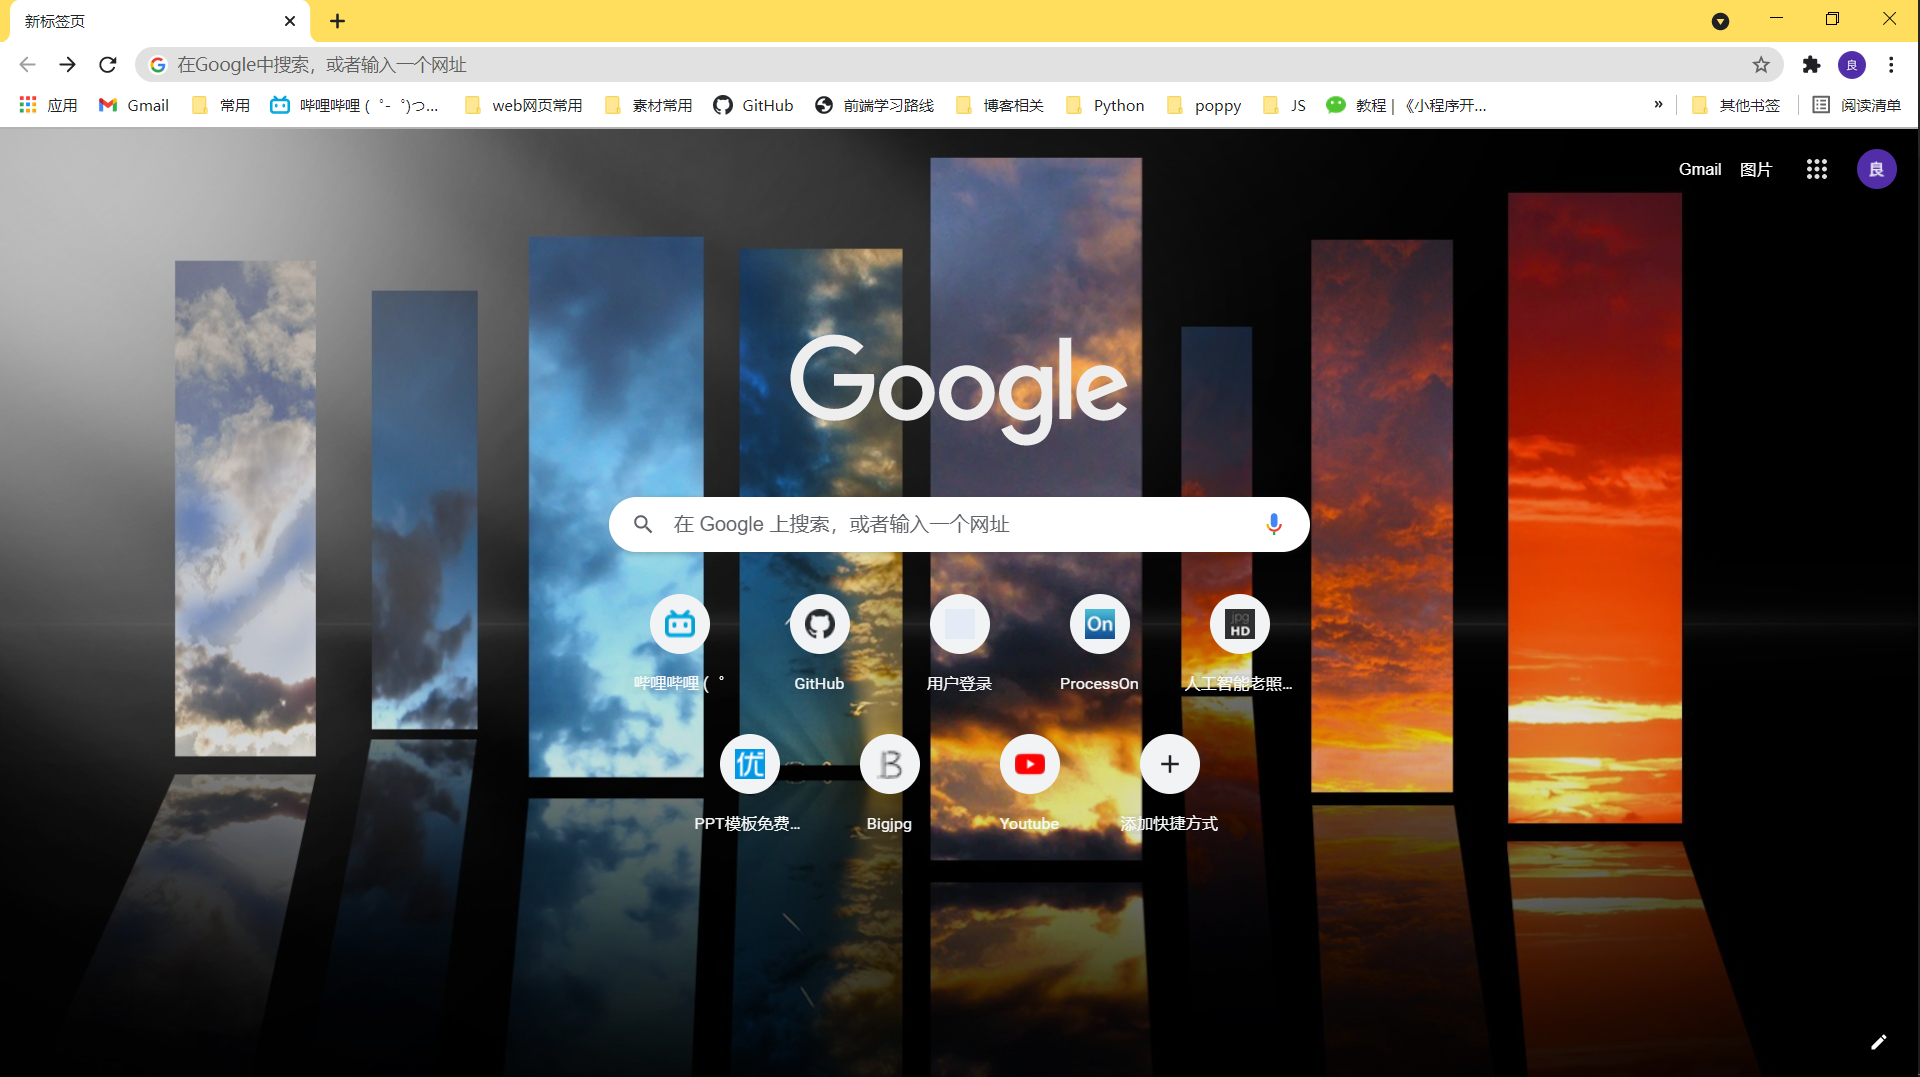 新标签页
在Google中搜索，或者输入一个网址
良
应用 Gmail 常用 哔哩哔哩 ( ゜- ゜)つ... web网页常用 素材常用 GitHub 前端学习路线 博客相关 Python poppy JS 教程 | 《小程序开... » 其他书签 阅读清单
Gmail 图片 良
Google
在 Google 上搜索，或者输入一个网址
On jpg HD
哔哩哔哩 ( ゜ GitHub 用户登录 ProcessOn 人工智能老照...
优 B
PPT模板免费... Bigjpg Youtube 添加快捷方式